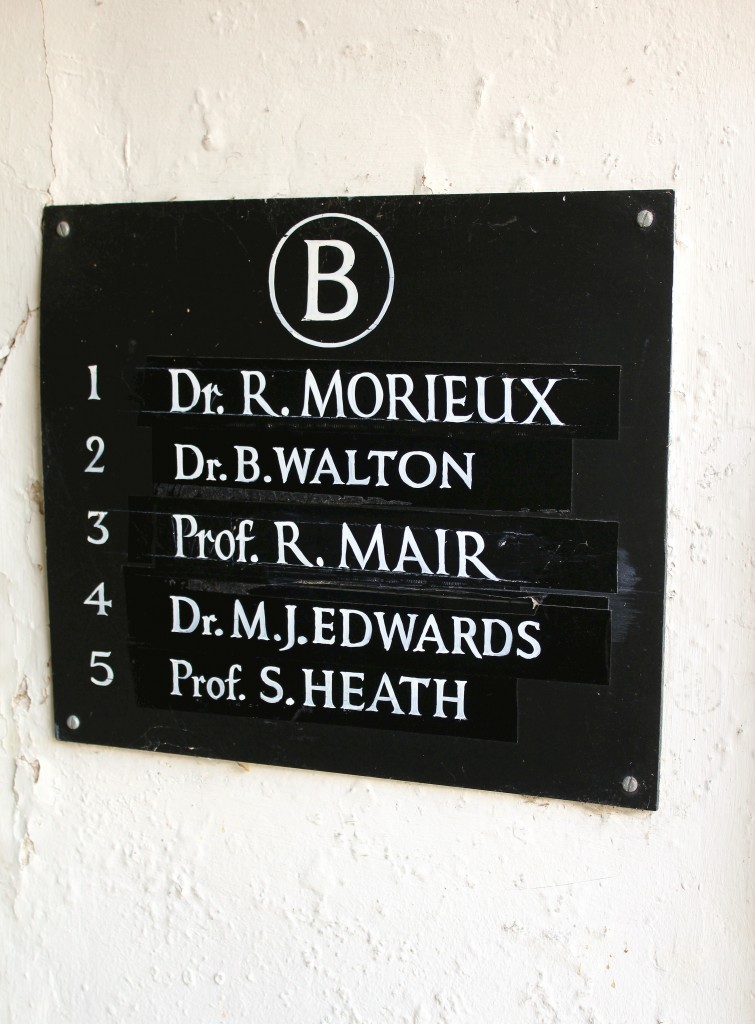 B
1 Dr. R. MORIEUX
2 Dr. B. WALTON
3 Prof. R. MAIR
4 Dr. M.J. EDWARDS
5 Prof. S. HEATH